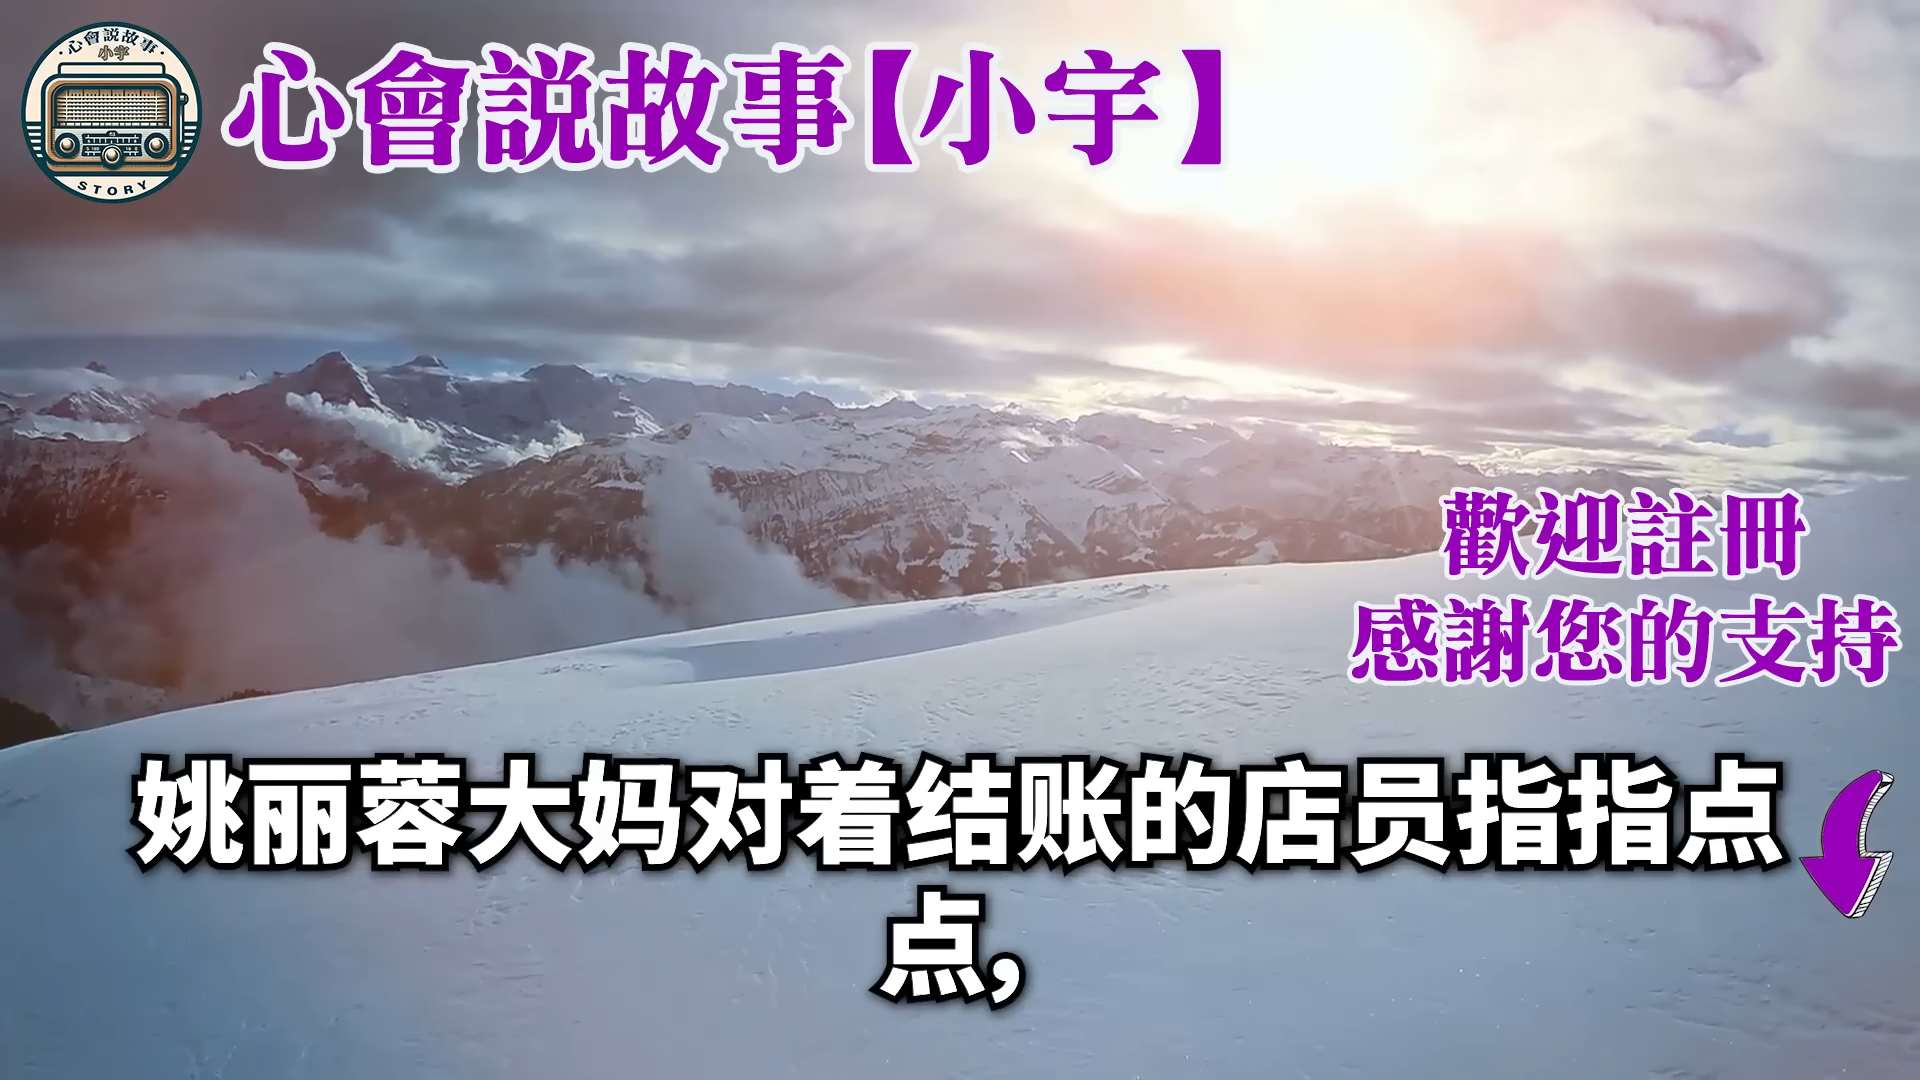 ·心會説故事·
小宇
STORY
心會説故事【小宇】
歡迎註冊
感謝您的支持
姚丽蓉大妈对着结账的店员指指点
点,